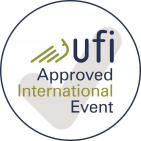 ufi
Approved
International
Event